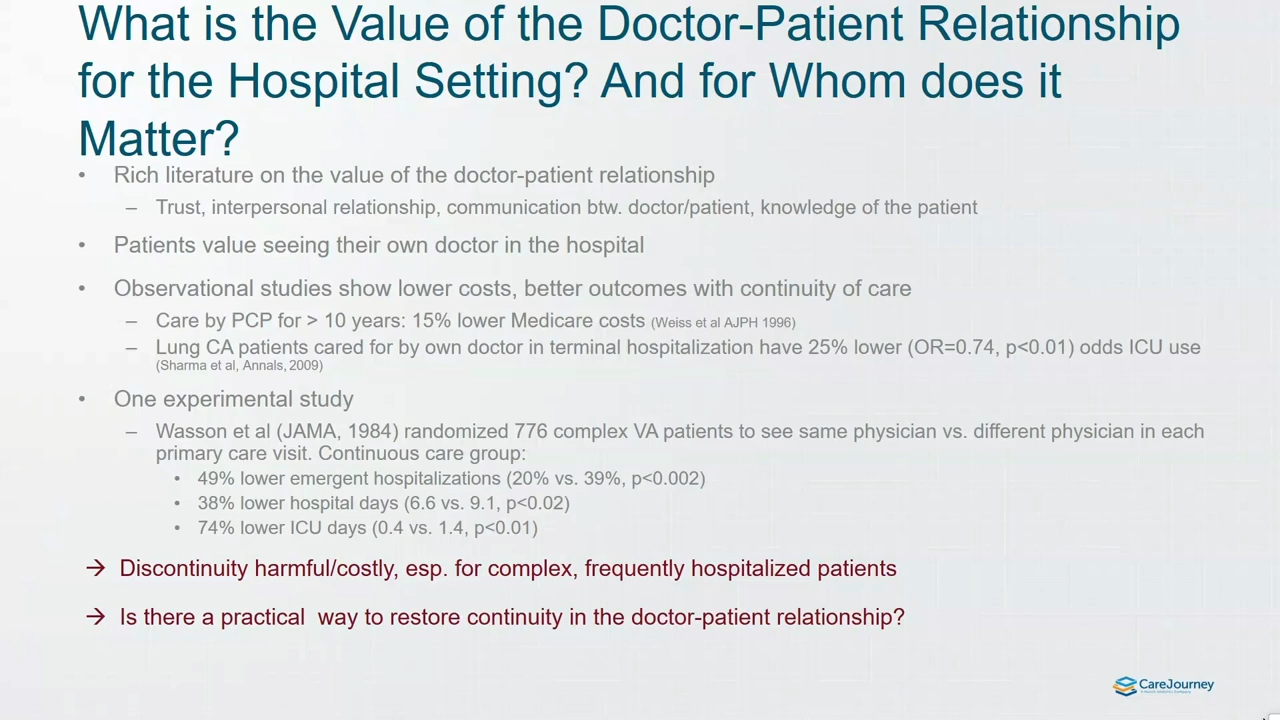 What is the Value of the Doctor-Patient Relationship
for the Hospital Setting? And for Whom does it
Matter?
• Rich literature on the value of the doctor-patient relationship
– Trust, interpersonal relationship, communication btw. doctor/patient, knowledge of the patient
• Patients value seeing their own doctor in the hospital
• Observational studies show lower costs, better outcomes with continuity of care
– Care by PCP for > 10 years: 15% lower Medicare costs (Weiss et al AJPH 1996)
– Lung CA patients cared for by own doctor in terminal hospitalization have 25% lower (OR=0.74, p<0.01) odds ICU use
(Sharma et al, Annals, 2009)
• One experimental study
– Wasson et al (JAMA, 1984) randomized 776 complex VA patients to see same physician vs. different physician in each
primary care visit. Continuous care group:
• 49% lower emergent hospitalizations (20% vs. 39%, p<0.002)
• 38% lower hospital days (6.6 vs. 9.1, p<0.02)
• 74% lower ICU days (0.4 vs. 1.4, p<0.01)
→ Discontinuity harmful/costly, esp. for complex, frequently hospitalized patients
→ Is there a practical way to restore continuity in the doctor-patient relationship?
CareJourney